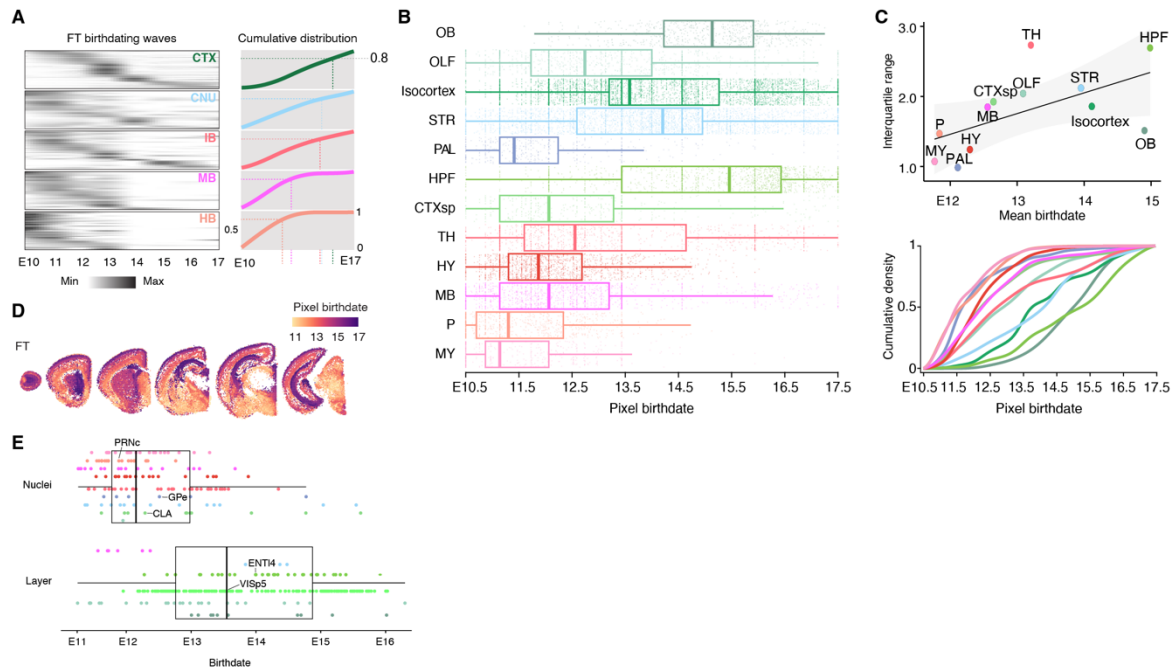 A
FT birthdating waves
Cumulative distribution
CTX
0.8
CNU
IB
MB
HB
0.5
1
0
E10 11 12 13 14 15 16 17
E10
E17
Min
Max
B
OB
OLF
Isocortex
STR
PAL
HPF
CTXsp
TH
HY
MB
P
MY
E10.5 11.5 12.5 13.5 14.5 15.5 16.5 17.5
Pixel birthdate
C
3.0
2.0
1.0
Interquartile range
TH
HPF
STR
CTXsp
OLF
MB
Isocortex
P
HY
OB
MY
PAL
E12 13 14 15
Mean birthdate
1
0.5
0
Cumulative density
E10.5 11.5 12.5 13.5 14.5 15.5 16.5 17.5
Pixel birthdate
D
Pixel birthdate
11 13 15 17
FT
E
PRNc
Nuclei
GPe
CLA
ENTl4
Layer
VISp5
E11 E12 E13 E14 E15 E16
Birthdate